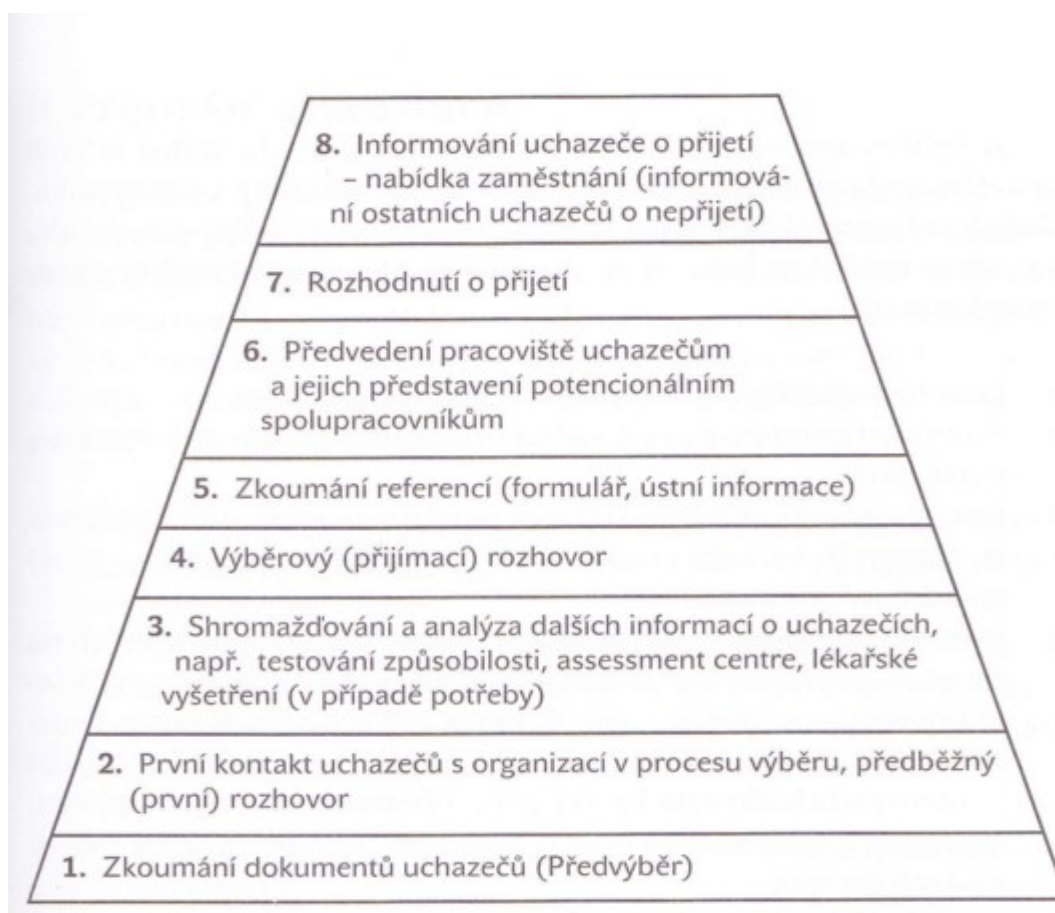 8. Informování uchazeče o přijetí
– nabídka zaměstnání (informová-
ní ostatních uchazečů o nepřijetí)
7. Rozhodnutí o přijetí
6. Předvedení pracoviště uchazečům
a jejich představení potencionálním
spolupracovníkům
5. Zkoumání referencí (formulář, ústní informace)
4. Výběrový (přijímací) rozhovor
3. Shromažďování a analýza dalších informací o uchazečích,
např. testování způsobilosti, assessment centre, lékařské
vyšetření (v případě potřeby)
2. První kontakt uchazečů s organizací v procesu výběru, předběžný
(první) rozhovor
1. Zkoumání dokumentů uchazečů (Předvýběr)